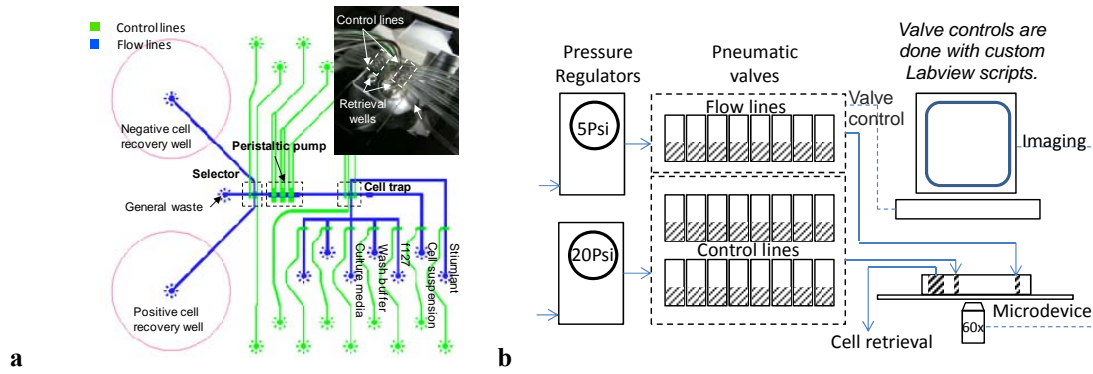 Control lines
Flow lines
Control lines
Retrieval
wells
Negative cell
recovery well
Peristaltic pump
Selector
Cell trap
General waste
Culture media
Wash buffer
f127
Cell suspension
Stiumlant
Positive cell
recovery well
a
Pressure
Regulators
Pneumatic
valves
Valve controls are
done with custom
Labview scripts.
5Psi
Flow lines
Valve
control
Imaging
20Psi
Control lines
Microdevice
60x
Cell retrieval
b